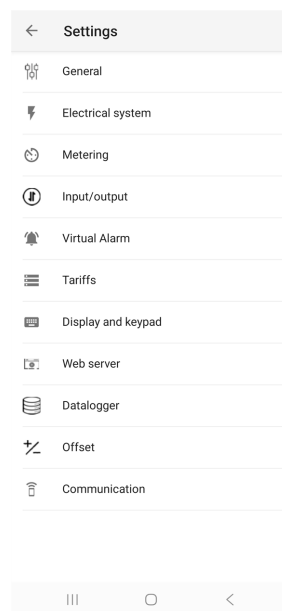 Settings
General
Electrical system
Metering
Input/output
Virtual Alarm
Tariffs
Display and keypad
Web server
Datalogger
Offset
Communication